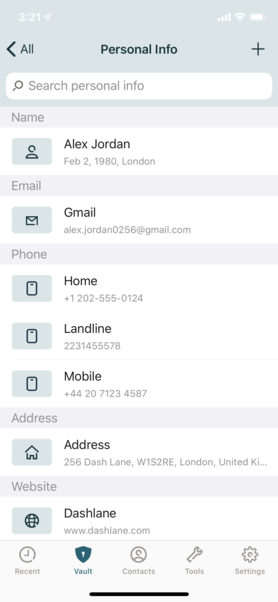 3:21
All
Personal Info
Search personal info
Name
Alex Jordan
Feb 2, 1980, London
Email
Gmail
alex.jordan0256@gmail.com
Phone
Home
+1 202-555-0124
Landline
2231455578
Mobile
+44 20 7123 4587
Address
Address
256 Dash Lane, W1S2RE, London, United Ki...
Website
Dashlane
www.dashlane.com
Recent Vault Contacts Tools Settings